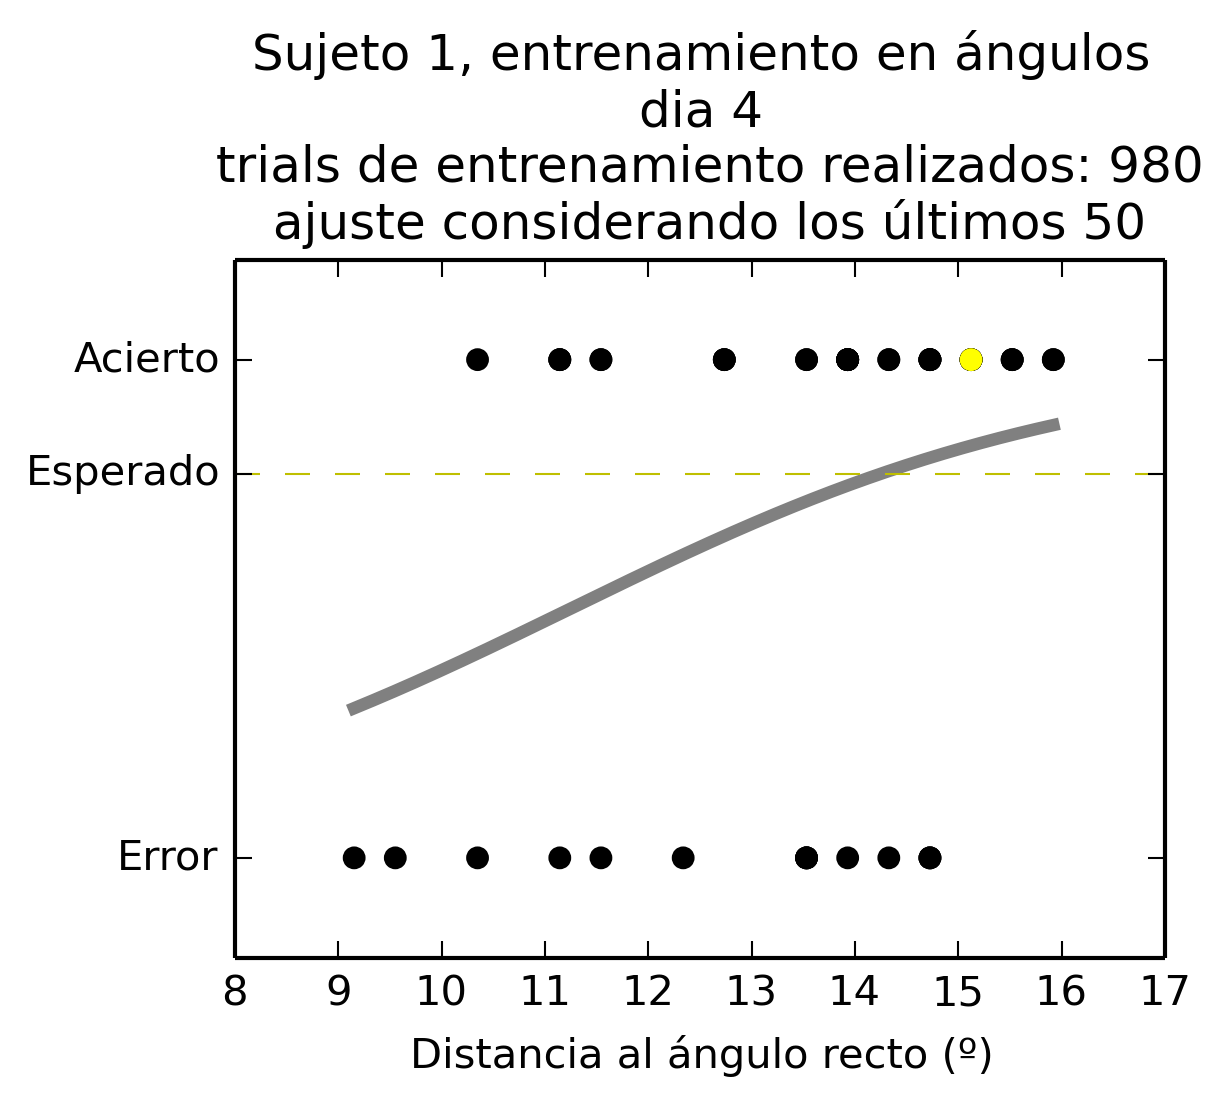 Sujeto 1, entrenamiento en ángulos
dia 4
trials de entrenamiento realizados: 980
ajuste considerando los últimos 50
Acierto
Esperado
Error
8 9 10 11 12 13 14 15 16 17
Distancia al ángulo recto (º)